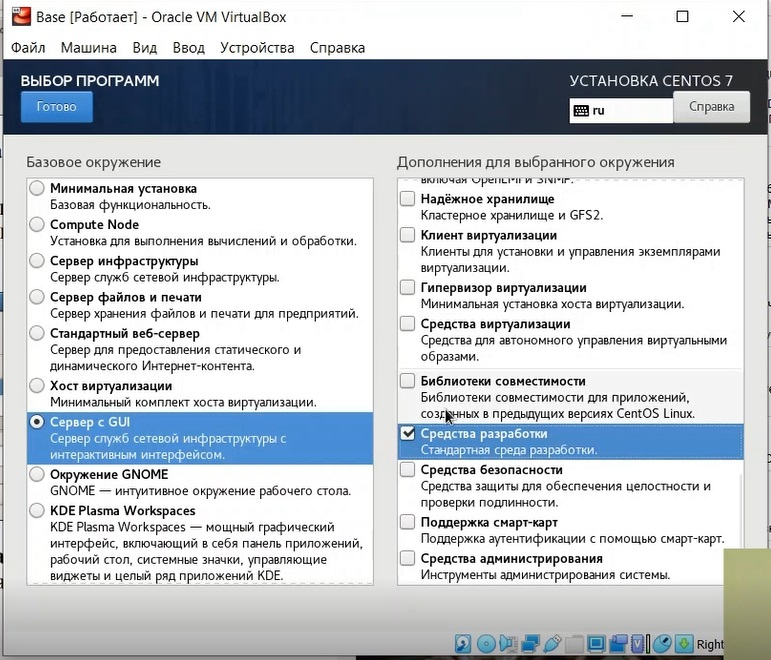 Base [Работает] - Oracle VM VirtualBox
Файл Машина Вид Ввод Устройства Справка
ВЫБОР ПРОГРАММ
УСТАНОВКА CENTOS 7
Готово
ru
Справка
Базовое окружение
Минимальная установка
Базовая функциональность.
Compute Node
Установка для выполнения вычислений и обработки.
Сервер инфраструктуры
Сервер служб сетевой инфраструктуры.
Сервер файлов и печати
Сервер хранения файлов и печати для предприятий.
Стандартный веб-сервер
Сервер для предоставления статического и
динамического Интернет-контента.
Хост виртуализации
Минимальный комплект хоста виртуализации.
Сервер с GUI
Сервер служб сетевой инфраструктуры с
интерактивным интерфейсом.
Окружение GNOME
GNOME — интуитивное окружение рабочего стола.
KDE Plasma Workspaces
KDE Plasma Workspaces — мощный графический
интерфейс, включающий в себя панель приложений,
рабочий стол, системные значки, управляющие
виджеты и целый ряд приложений KDE.
Дополнения для выбранного окружения
включая OpenLMI и SNMP.
Надёжное хранилище
Кластерное хранилище и GFS2.
Клиент виртуализации
Клиенты для установки и управления экземплярами
виртуализации.
Гипервизор виртуализации
Минимальная установка хоста виртуализации.
Средства виртуализации
Средства для автономного управления виртуальными
образами.
Библиотеки совместимости
Библиотеки совместимости для приложений,
созданных в предыдущих версиях CentOS Linux.
Средства разработки
Стандартная среда разработки.
Средства безопасности
Средства защиты для обеспечения целостности и
проверки подлинности.
Поддержка смарт-карт
Поддержка аутентификации с помощью смарт-карт.
Средства администрирования
Инструменты администрирования системы.
Right